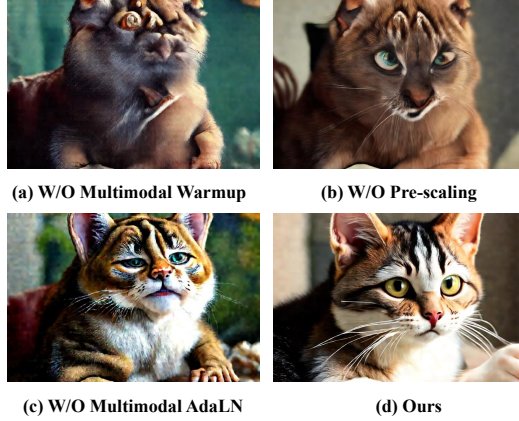 (a) W/O Multimodal Warmup
(b) W/O Pre-scaling
(c) W/O Multimodal AdaLN
(d) Ours